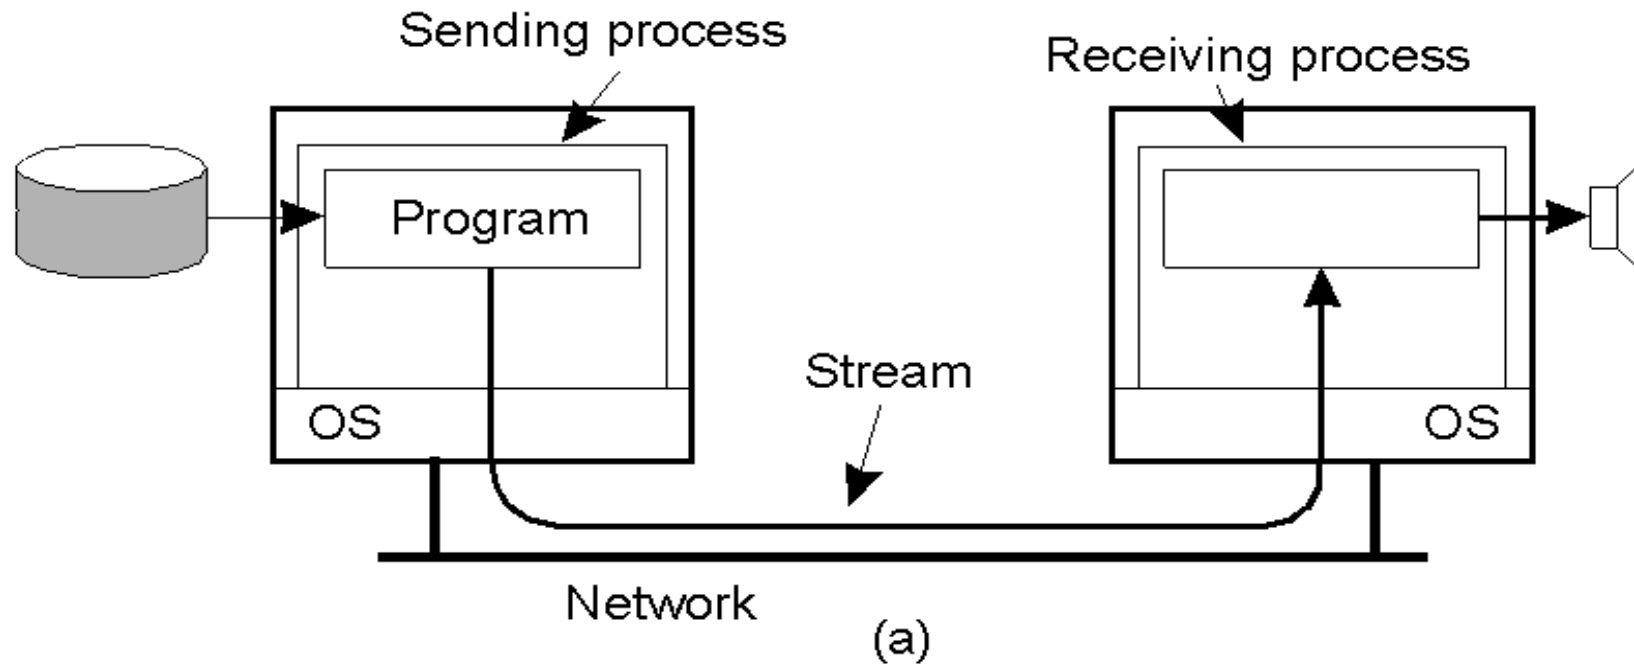 Sending process
Receiving process
Program
Stream
OS
OS
Network
(a)